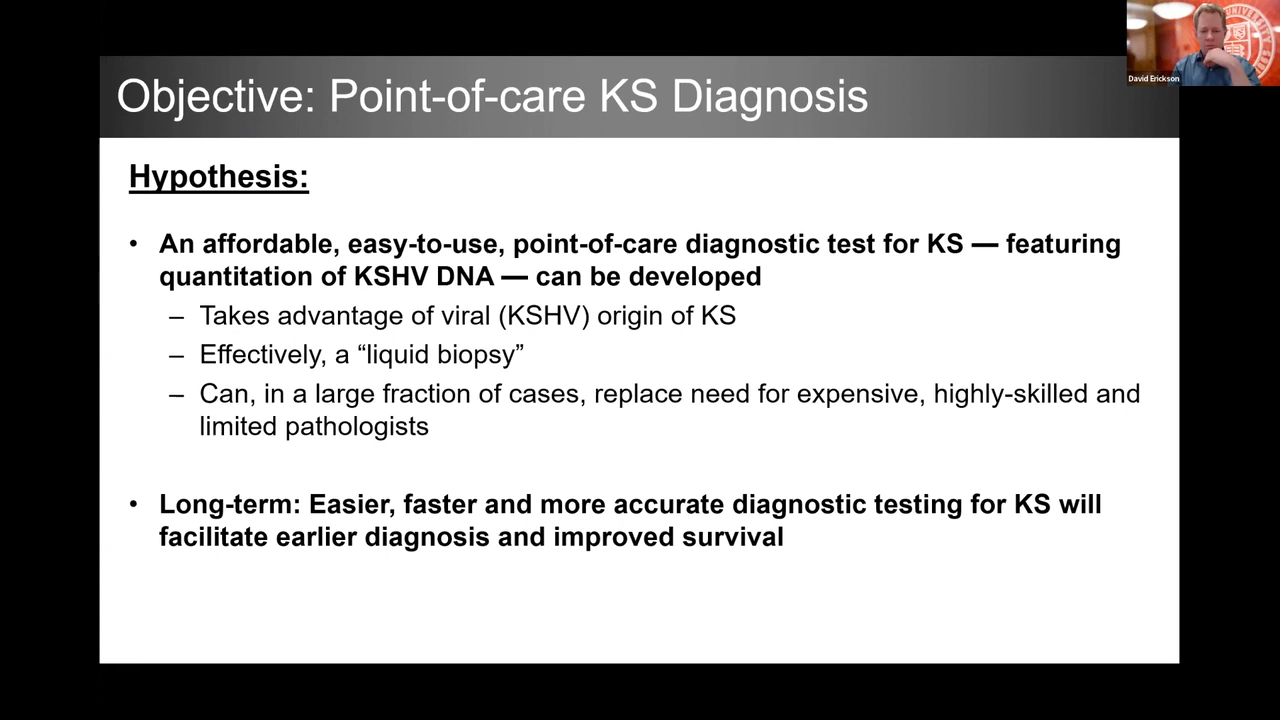 David Erickson
Objective: Point-of-care KS Diagnosis
Hypothesis:
• An affordable, easy-to-use, point-of-care diagnostic test for KS — featuring
quantitation of KSHV DNA — can be developed
– Takes advantage of viral (KSHV) origin of KS
– Effectively, a “liquid biopsy”
– Can, in a large fraction of cases, replace need for expensive, highly-skilled and
limited pathologists
• Long-term: Easier, faster and more accurate diagnostic testing for KS will
facilitate earlier diagnosis and improved survival